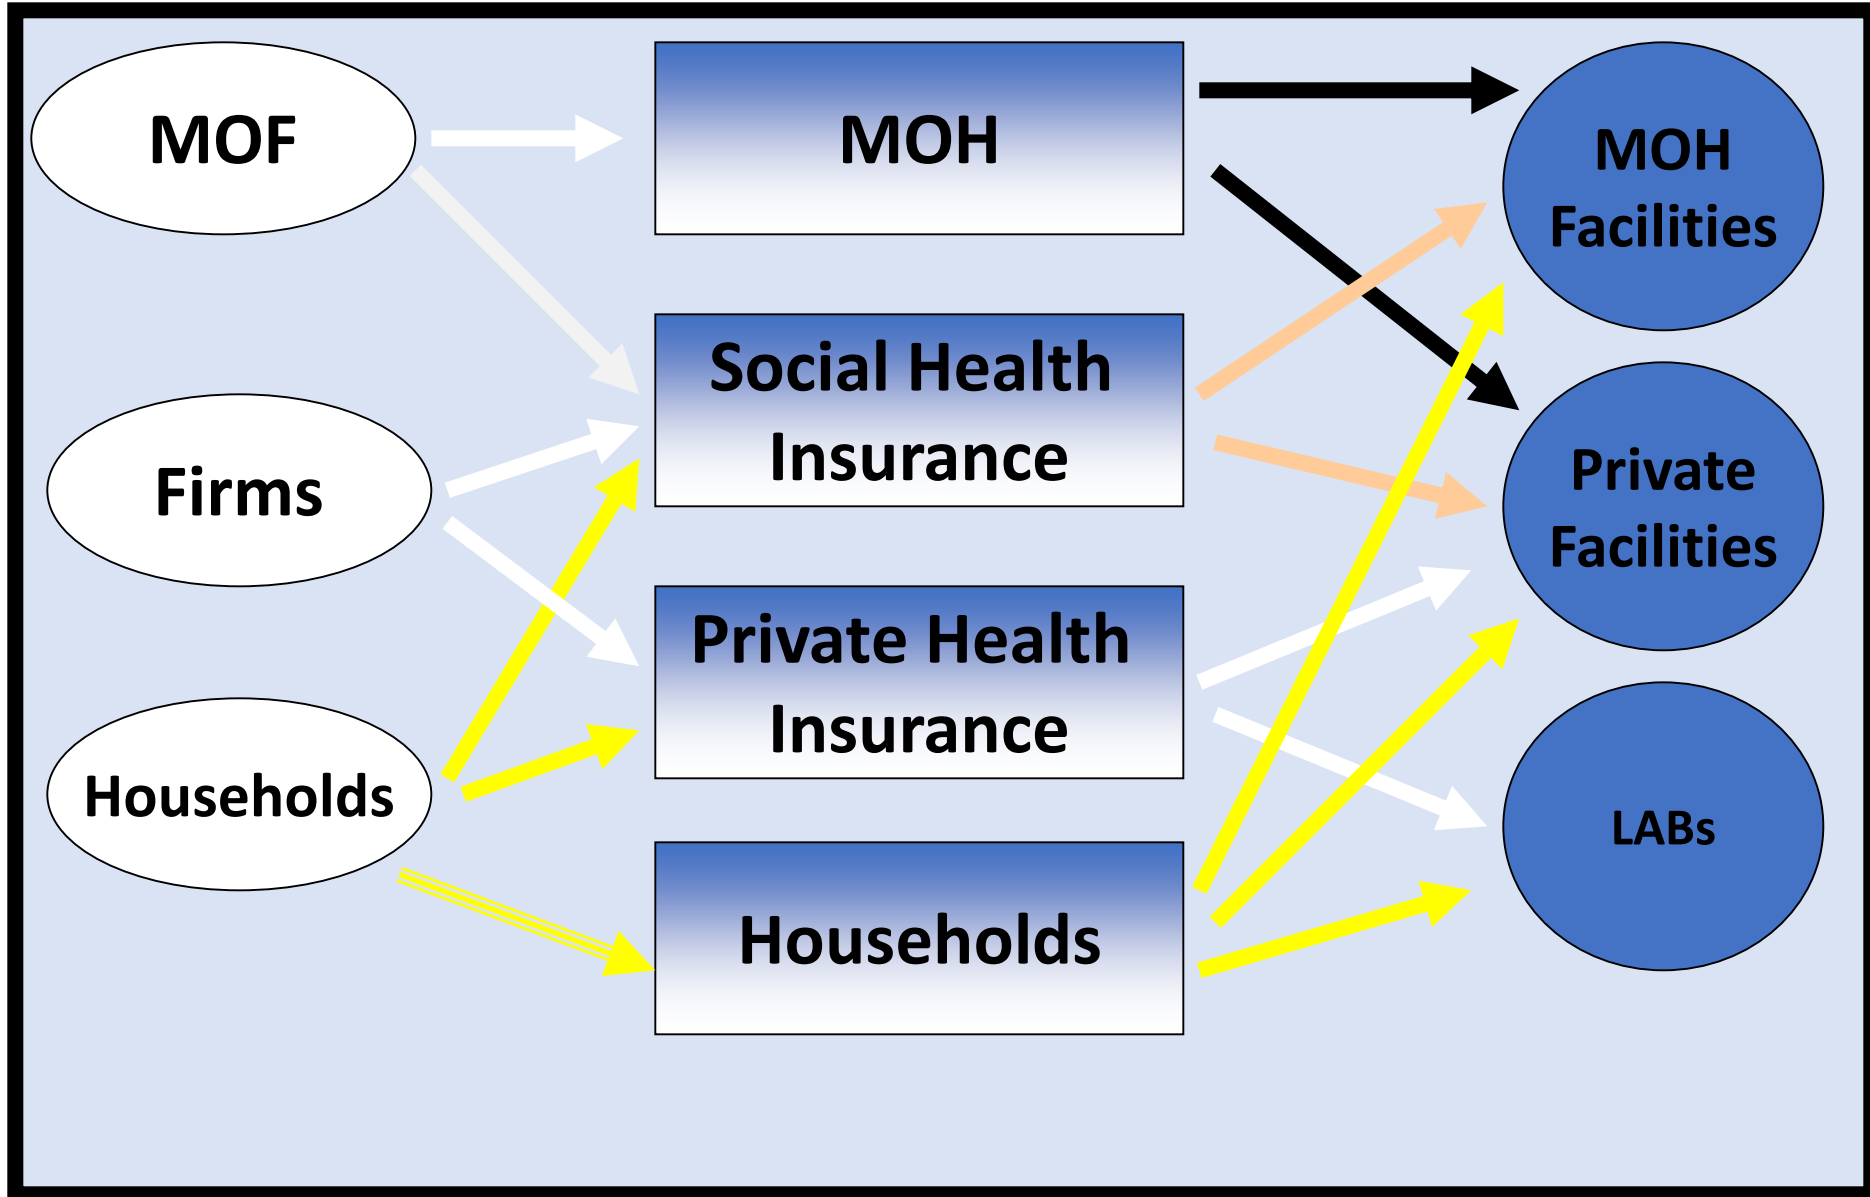 MOF
Firms
Households
MOH
Social Health
Insurance
Private Health
Insurance
Households
MOH
Facilities
Private
Facilities
LABs